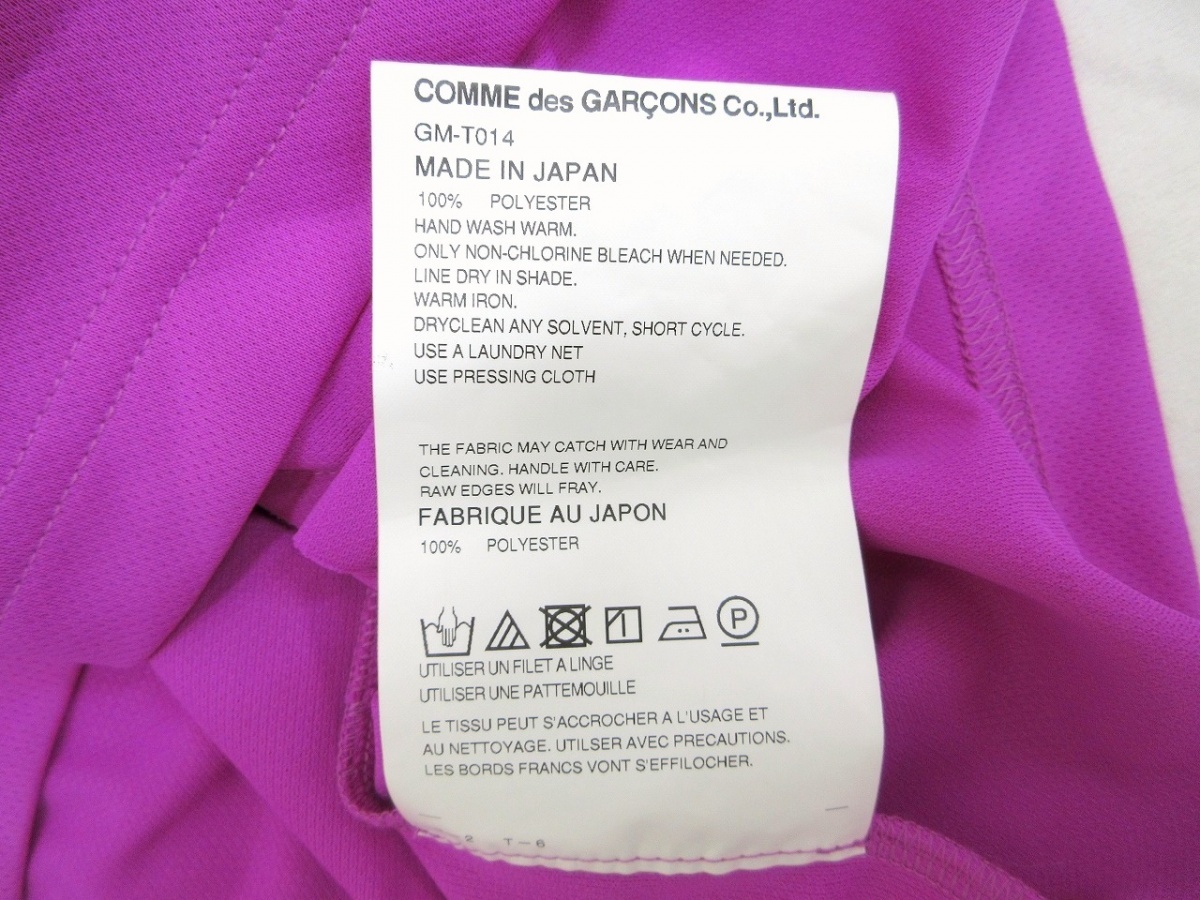 COMME des GARÇONS Co.,Ltd.
GM-T014
MADE IN JAPAN
100% POLYESTER
HAND WASH WARM.
ONLY NON-CHLORINE BLEACH WHEN NEEDED.
LINE DRY IN SHADE.
WARM IRON.
DRYCLEAN ANY SOLVENT, SHORT CYCLE.
USE A LAUNDRY NET
USE PRESSING CLOTH
THE FABRIC MAY CATCH WITH WEAR AND
CLEANING. HANDLE WITH CARE.
RAW EDGES WILL FRAY.
FABRIQUE AU JAPON
100% POLYESTER
P
UTILISER UN FILET A LINGE
UTILISER UNE PATTEMOUILLE
LE TISSU PEUT S'ACCROCHER A L'USAGE ET
AU NETTOYAGE. UTILSER AVEC PRECAUTIONS.
LES BORDS FRANCS VONT S'EFFILOCHER.
2 T-6